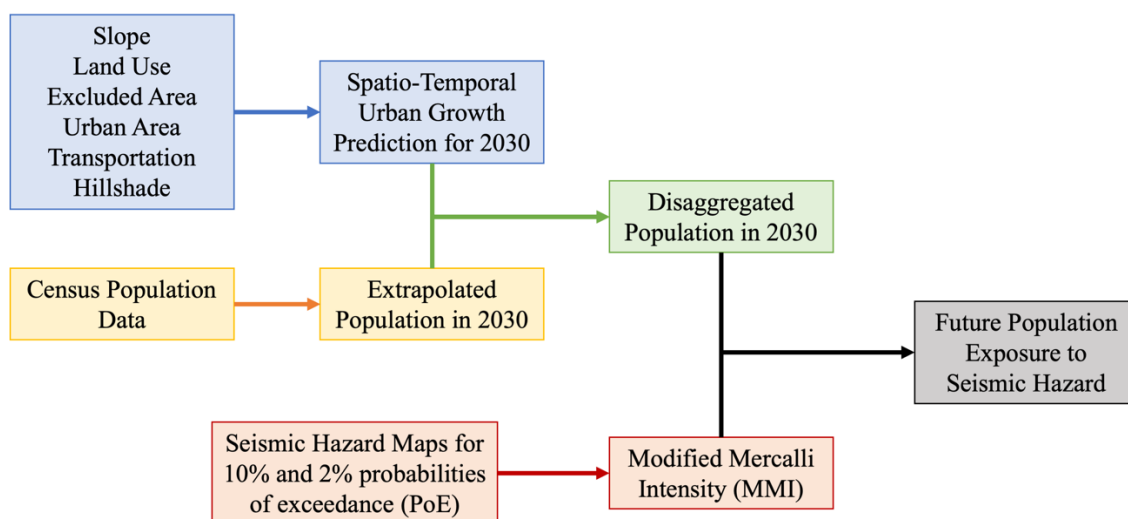 Slope
Land Use
Excluded Area
Urban Area
Transportation
Hillshade
Spatio-Temporal
Urban Growth
Prediction for 2030
Disaggregated
Population in 2030
Census Population
Data
Extrapolated
Population in 2030
Future Population
Exposure to
Seismic Hazard
Seismic Hazard Maps for
10% and 2% probabilities
of exceedance (PoE)
Modified Mercalli
Intensity (MMI)